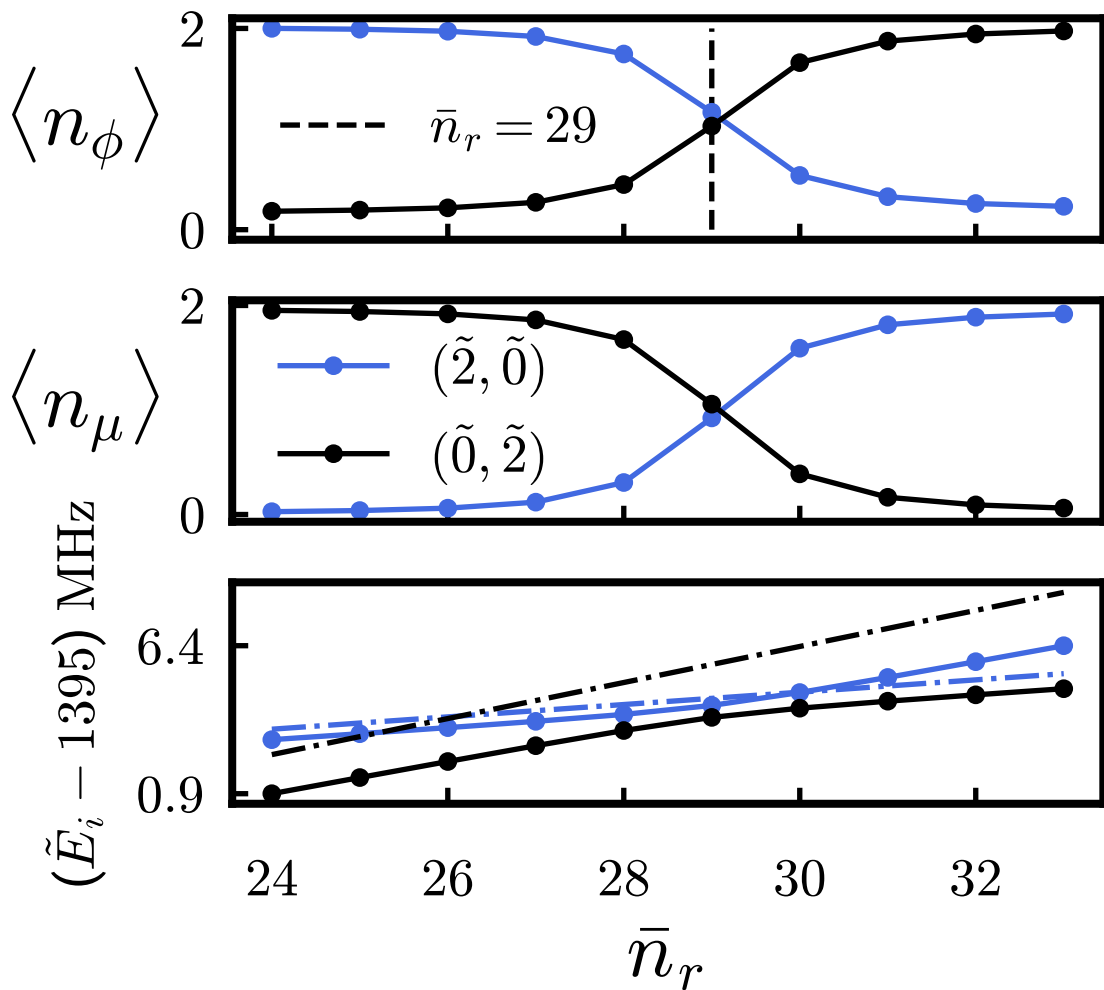 2
⟨n_ϕ⟩
n̄_r = 29
0
2
⟨n_μ⟩
(2̃, 0̃)
(0̃, 2̃)
0
(Ẽ_i − 1395) MHz
6.4
0.9
24 26 28 30 32
n̄_r